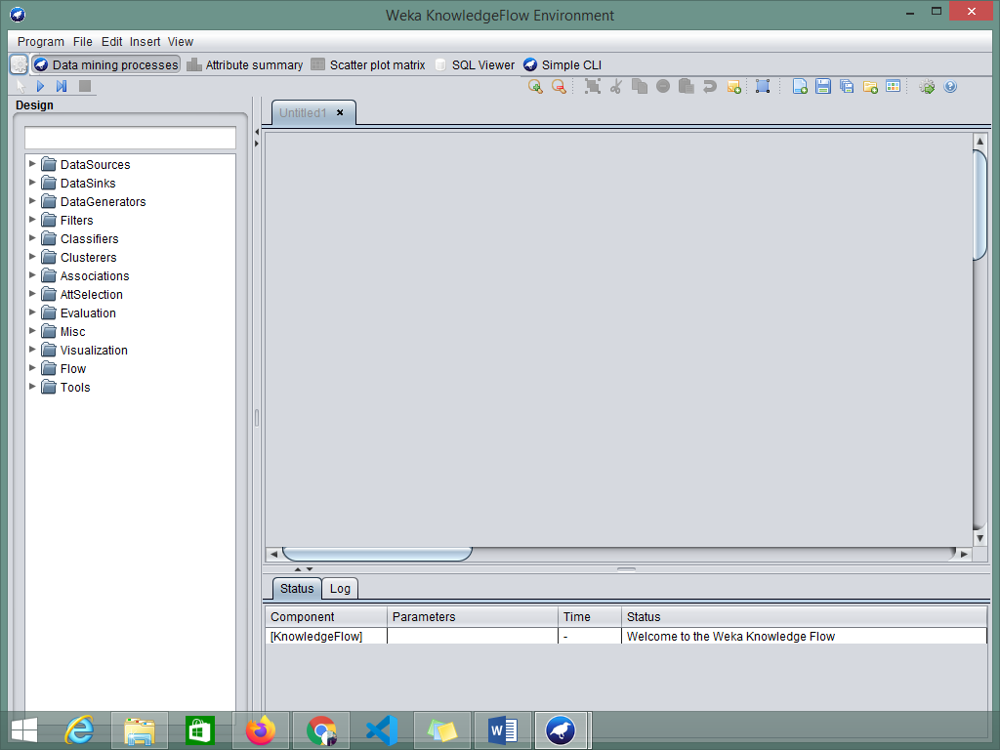 Weka KnowledgeFlow Environment
Program File Edit Insert View
Data mining processes Attribute summary Scatter plot matrix SQL Viewer Simple CLI
Design
Untitled1
DataSources
DataSinks
DataGenerators
Filters
Classifiers
Clusterers
Associations
AttSelection
Evaluation
Misc
Visualization
Flow
Tools
Status Log
Component Parameters Time Status
[KnowledgeFlow] - Welcome to the Weka Knowledge Flow